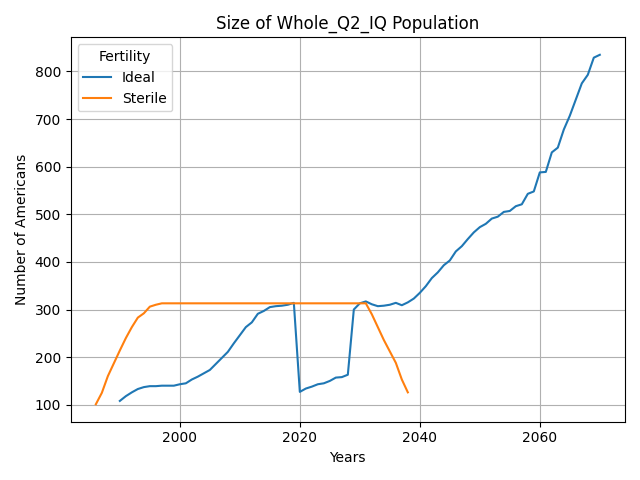 Size of Whole_Q2_IQ Population
Fertility
Ideal
Sterile
Number of Americans
800
700
600
500
400
300
200
100
2000
2020
2040
2060
Years